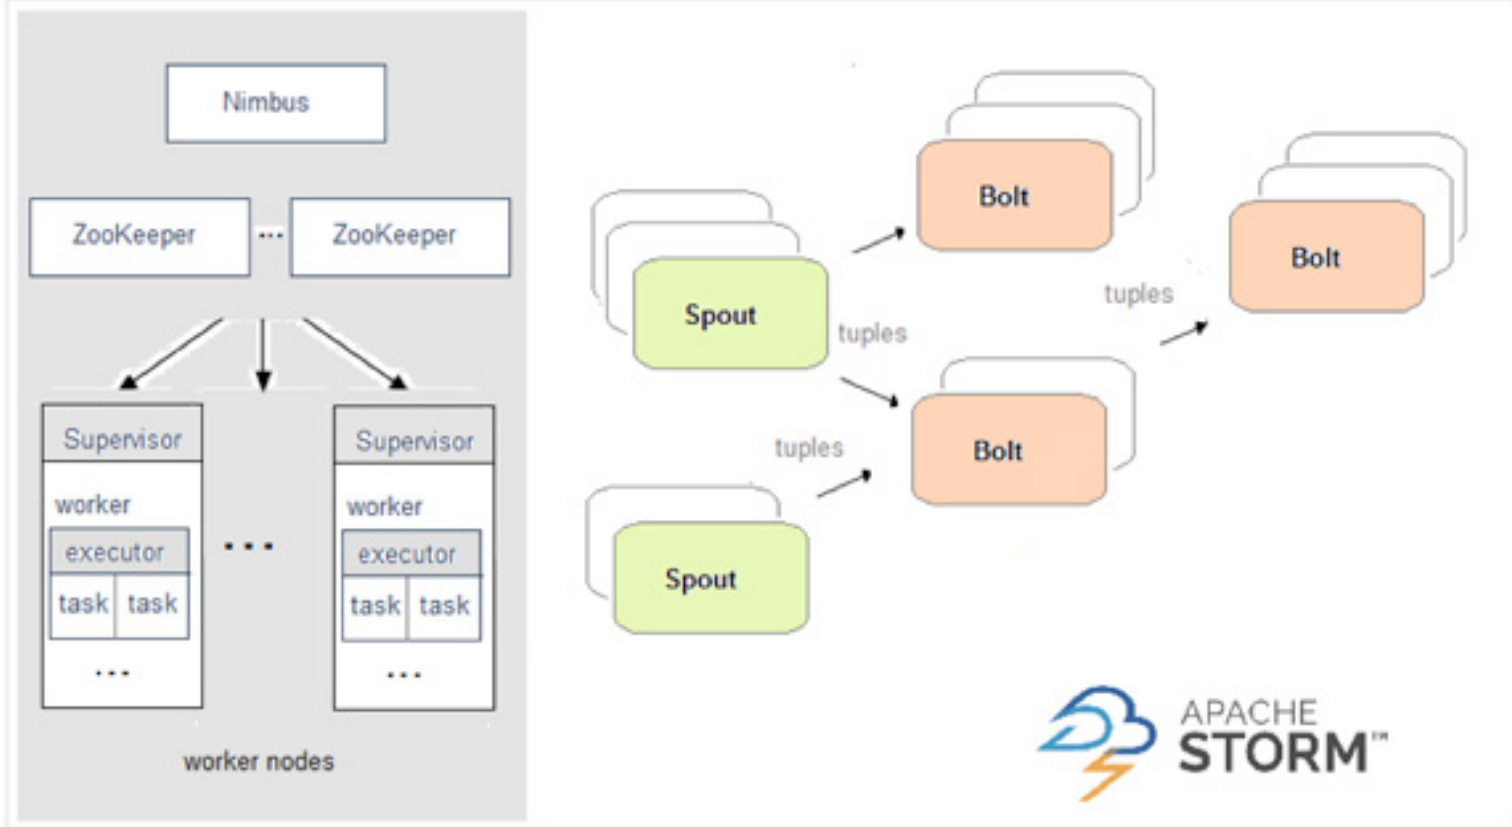 Nimbus
ZooKeeper ... ZooKeeper
Supervisor
worker
executor
task task
...
...
Supervisor
worker
executor
task task
...
worker nodes
Spout
tuples
Bolt
Spout
tuples
Bolt
tuples
Bolt
APACHE
STORM™